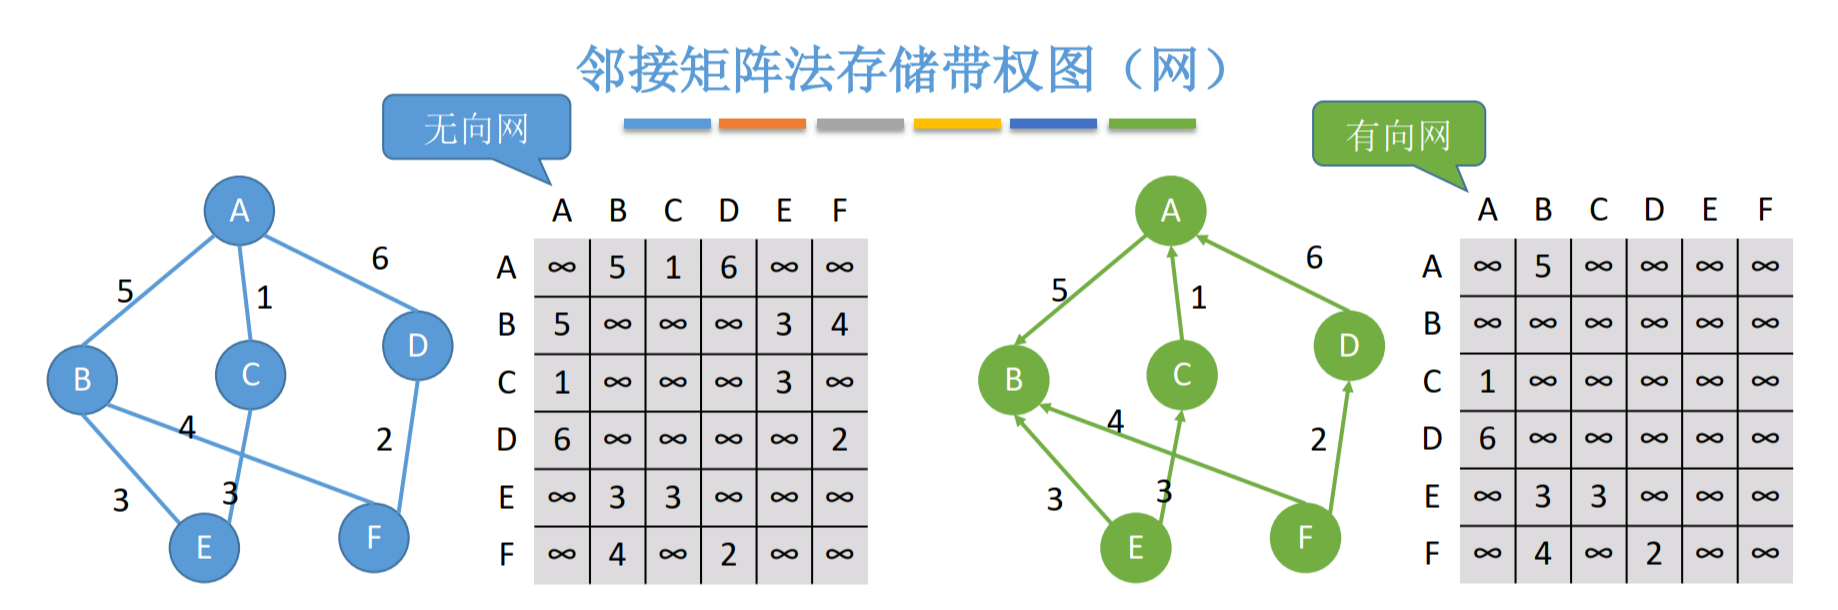 邻接矩阵法存储带权图（网）
无向网
A
B
C
D
E
F
5
1
6
4
3
3
2
A B C D E F
A ∞ 5 1 6 ∞ ∞
B 5 ∞ ∞ ∞ 3 4
C 1 ∞ ∞ ∞ 3 ∞
D 6 ∞ ∞ ∞ ∞ 2
E ∞ 3 3 ∞ ∞ ∞
F ∞ 4 ∞ 2 ∞ ∞
有向网
A
B
C
D
E
F
5
1
6
4
3
3
2
A B C D E F
A ∞ 5 ∞ ∞ ∞ ∞
B ∞ ∞ ∞ ∞ ∞ ∞
C 1 ∞ ∞ ∞ ∞ ∞
D 6 ∞ ∞ ∞ ∞ ∞
E ∞ 3 3 ∞ ∞ ∞
F ∞ 4 ∞ 2 ∞ ∞